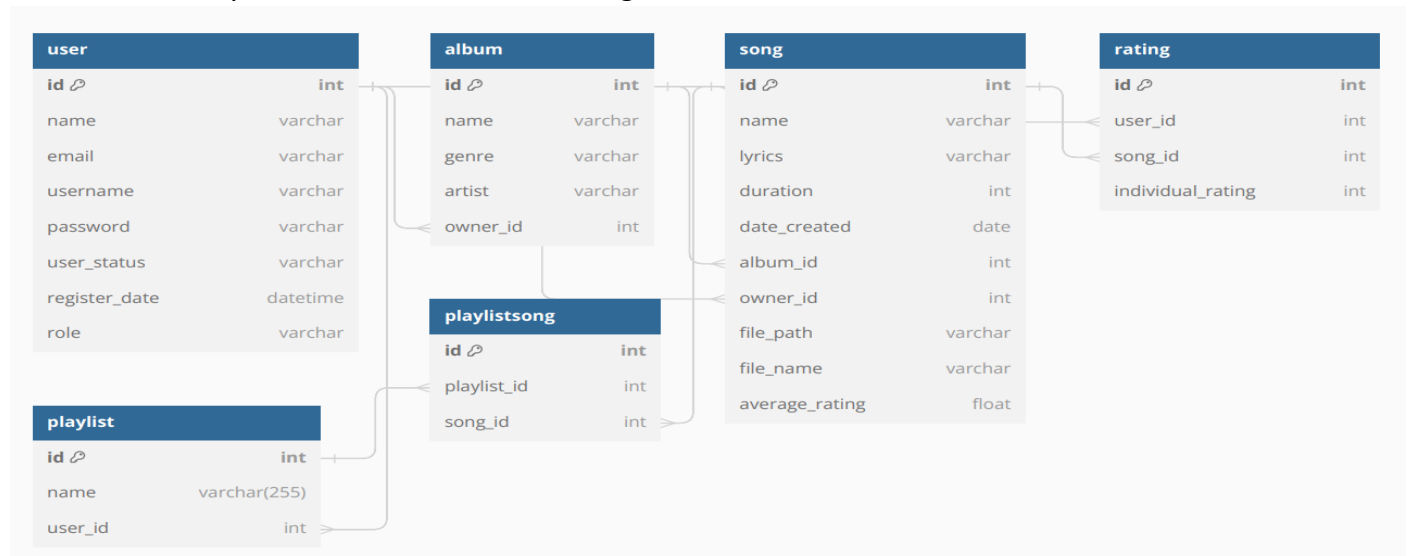 user
id int
name varchar
email varchar
username varchar
password varchar
user_status varchar
register_date datetime
role varchar
album
id int
name varchar
genre varchar
artist varchar
owner_id int
song
id int
name varchar
lyrics varchar
duration int
date_created date
album_id int
owner_id int
file_path varchar
file_name varchar
average_rating float
rating
id int
user_id int
song_id int
individual_rating int
playlistsong
id int
playlist_id int
song_id int
playlist
id int
name varchar(255)
user_id int